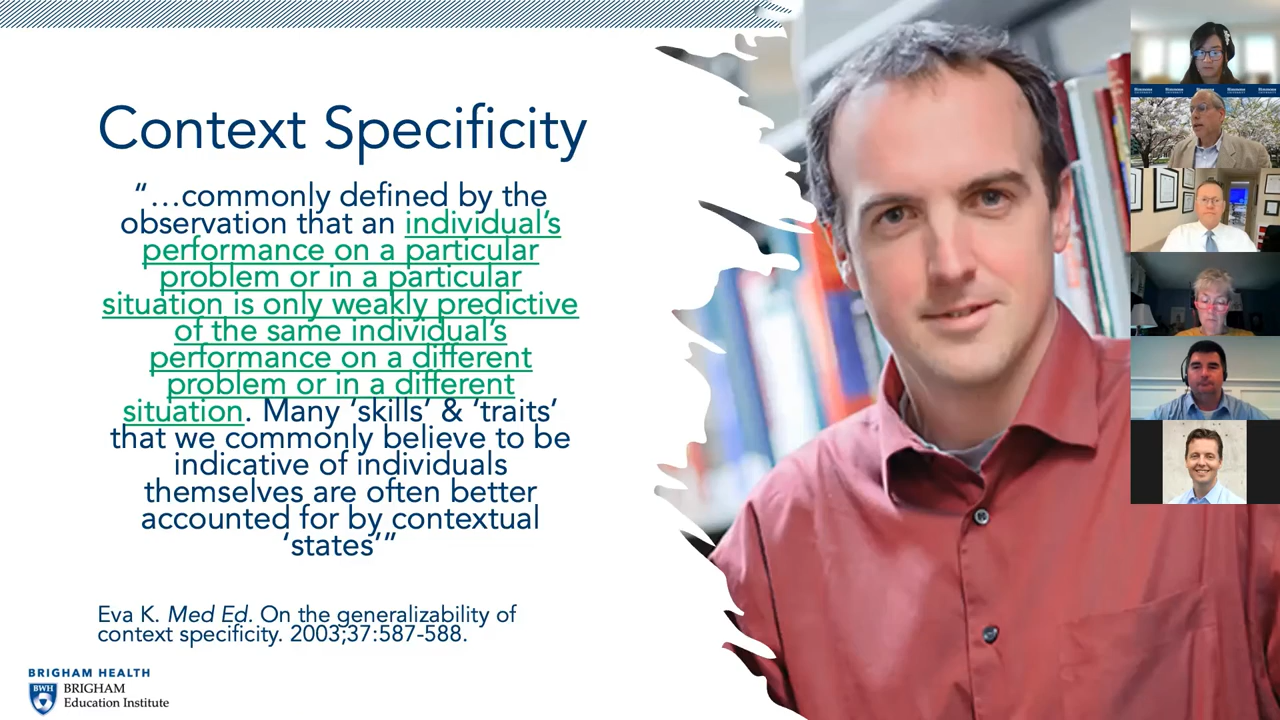 Context Specificity
“…commonly defined by the
observation that an individual’s
performance on a particular
problem or in a particular
situation is only weakly predictive
of the same individual’s
performance on a different
problem or in a different
situation. Many ‘skills’ & ‘traits’
that we commonly believe to be
indicative of individuals
themselves are often better
accounted for by contextual
‘states’”
Eva K. Med Ed. On the generalizability of
context specificity. 2003;37:587-588.
BRIGHAM HEALTH
BWH
BRIGHAM
Education Institute